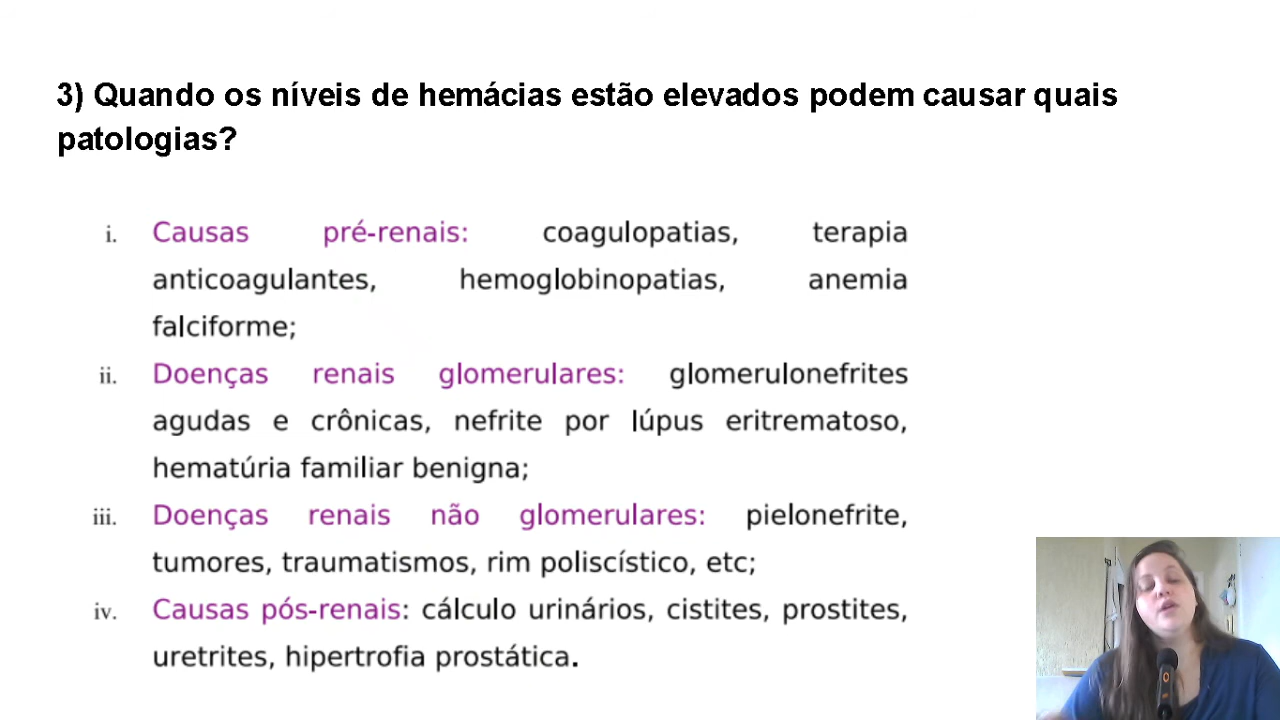 3) Quando os níveis de hemácias estão elevados podem causar quais
patologias?
i. Causas pré-renais: coagulopatias, terapia
anticoagulantes, hemoglobinopatias, anemia
falciforme;
ii. Doenças renais glomerulares: glomerulonefrites
agudas e crônicas, nefrite por lúpus eritrematoso,
hematúria familiar benigna;
iii. Doenças renais não glomerulares: pielonefrite,
tumores, traumatismos, rim poliscístico, etc;
iv. Causas pós-renais: cálculo urinários, cistites, prostites,
uretrites, hipertrofia prostática.